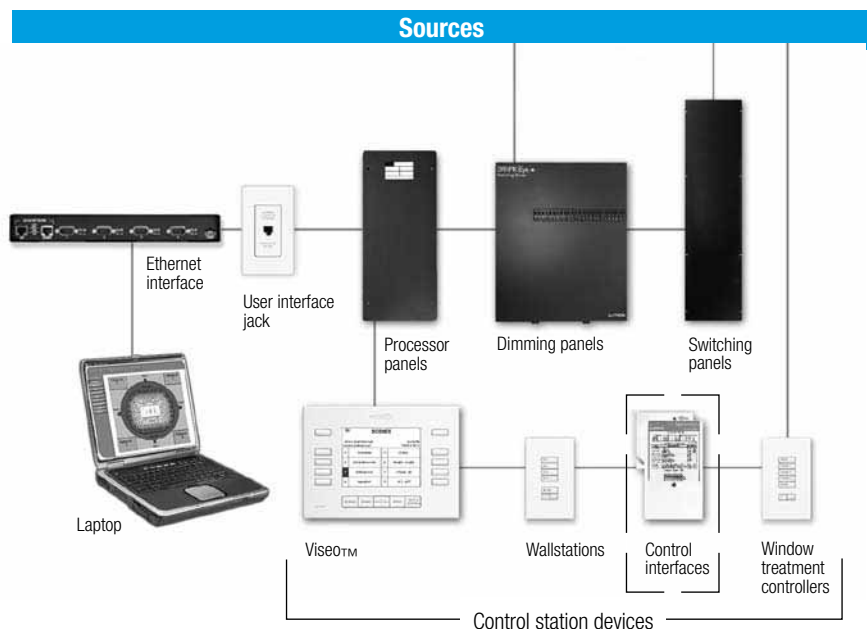 Sources
Ethernet
interface
User interface
jack
Processor
panels
Dimming panels
Switching
panels
Laptop
Viseo™
Wallstations
Control
interfaces
Window
treatment
controllers
Control station devices